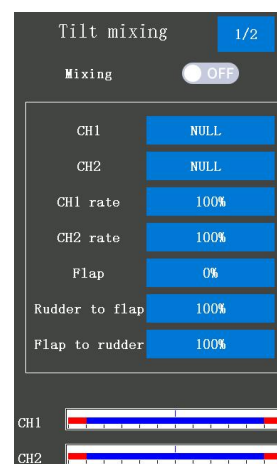 Tilt mixing 1/2
Mixing OFF
CH1 NULL
CH2 NULL
CH1 rate 100%
CH2 rate 100%
Flap 0%
Rudder to flap 100%
Flap to rudder 100%
CH1
CH2